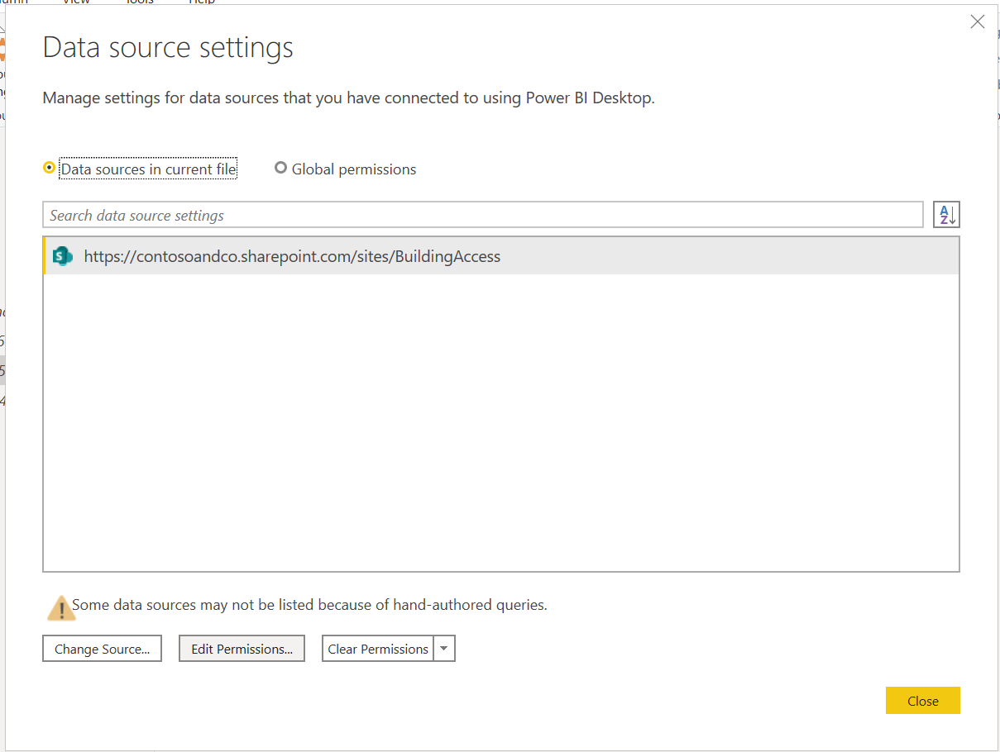 View
Tools
Help
Data source settings
Manage settings for data sources that you have connected to using Power BI Desktop.
Data sources in current file
Global permissions
Search data source settings
A
Z
S
https://contosoandco.sharepoint.com/sites/BuildingAccess
Some data sources may not be listed because of hand-authored queries.
Change Source...
Edit Permissions...
Clear Permissions
Close